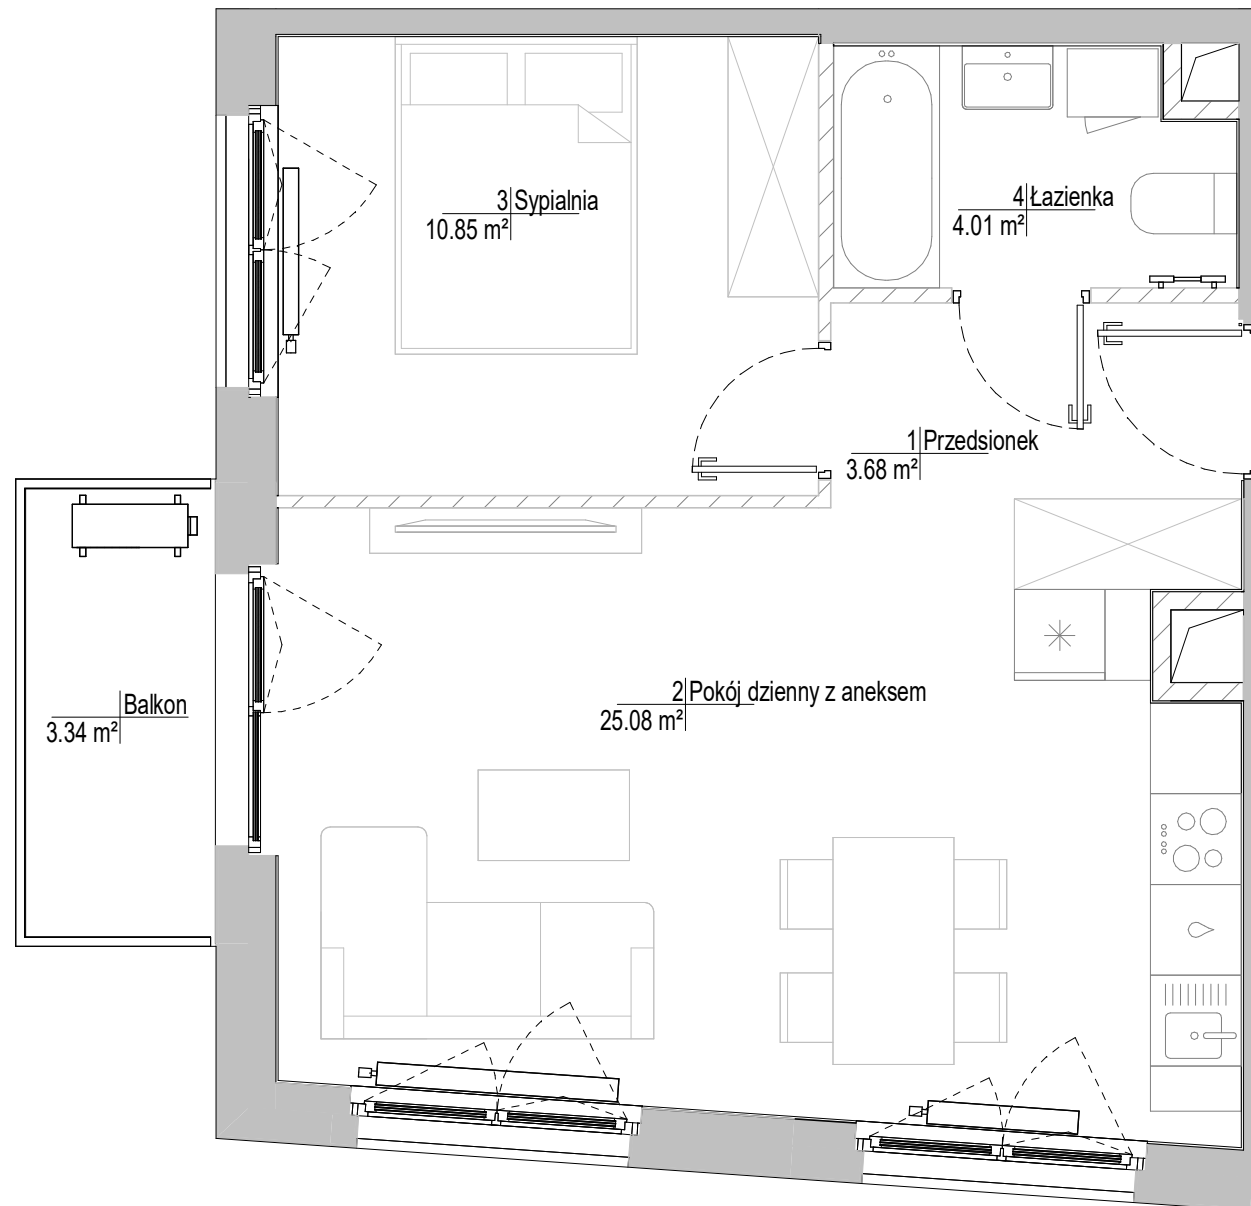 3 Sypialnia
10.85 m²
4 Łazienka
4.01 m²
1 Przedsionek
3.68 m²
2 Pokój dzienny z aneksem
25.08 m²
Balkon
3.34 m²